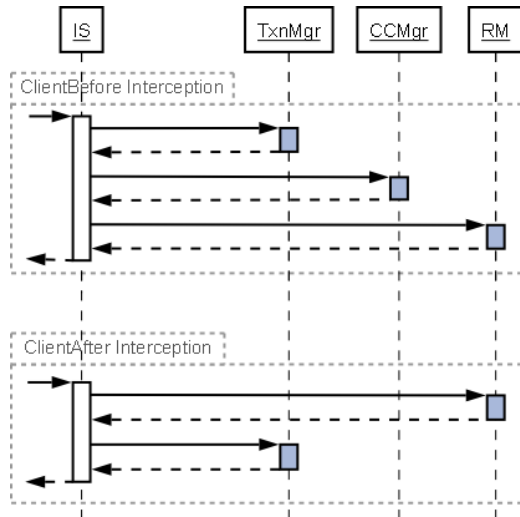 IS TxnMgr CCMgr RM
ClientBefore Interception
ClientAfter Interception